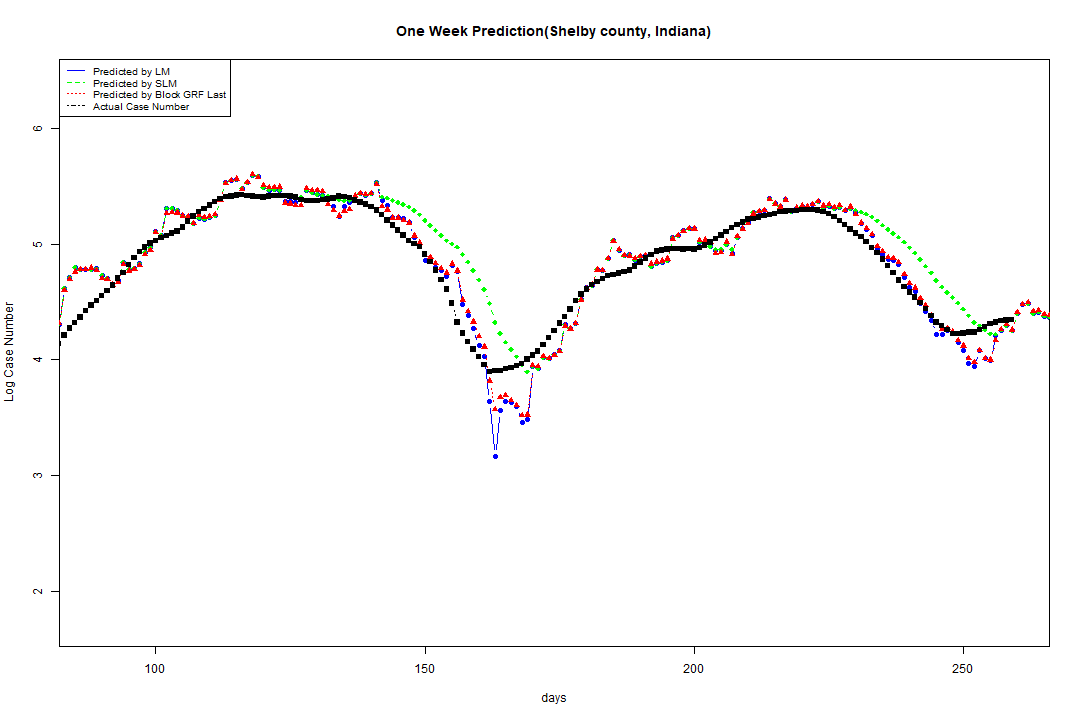 One Week Prediction(Shelby county, Indiana)
Predicted by LM
Predicted by SLM
Predicted by Block GRF Last
Actual Case Number
6
5
4
3
2
Log Case Number
100
150
200
250
days